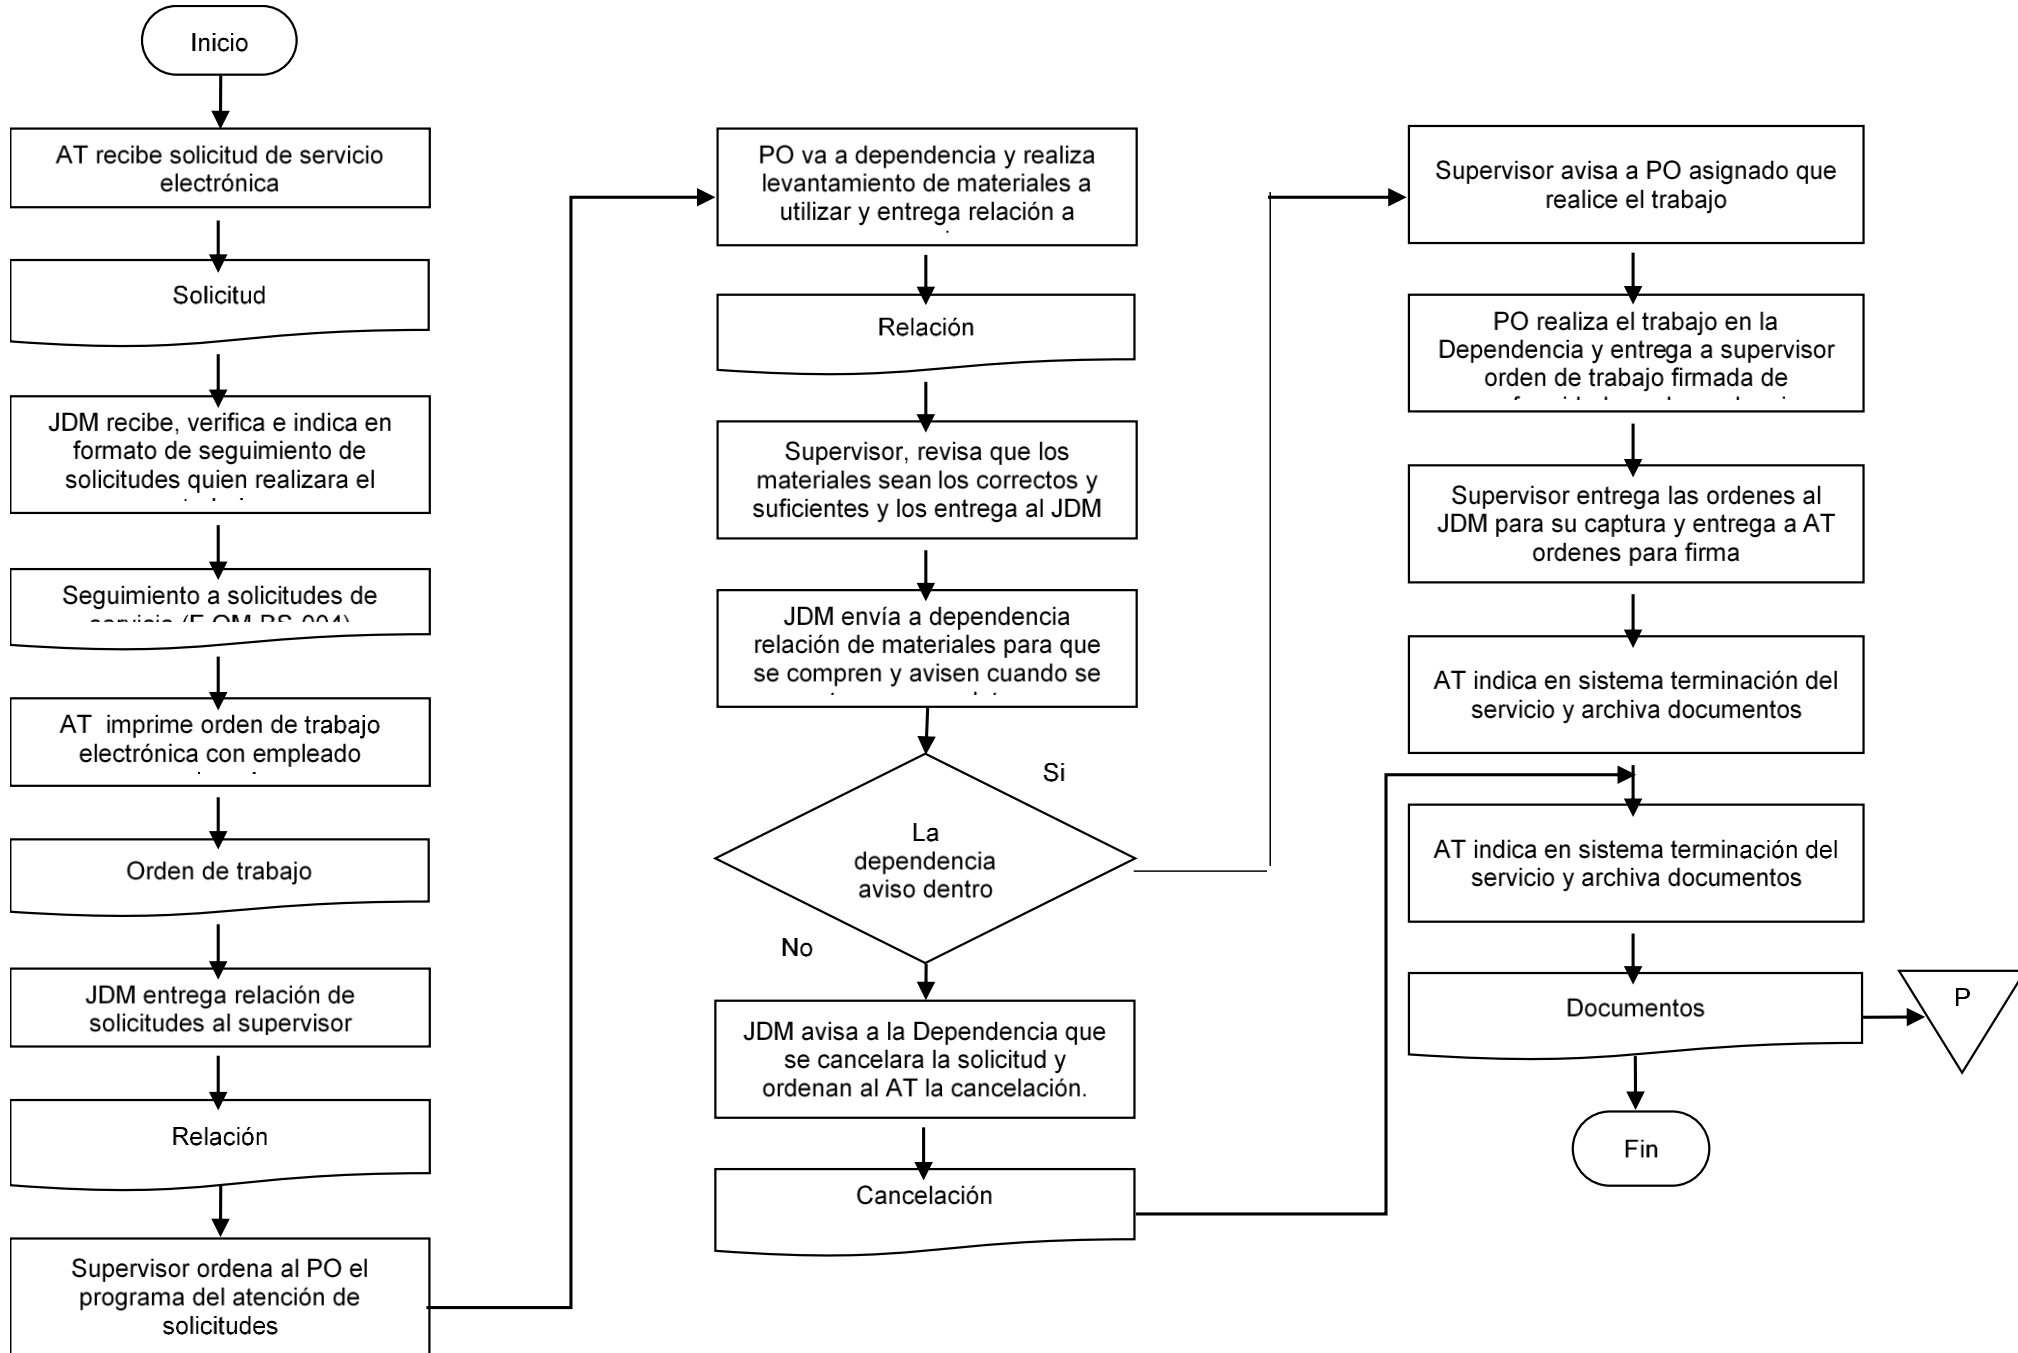 Inicio
AT recibe solicitud de servicio
electrónica
Solicitud
JDM recibe, verifica e indica en
formato de seguimiento de
solicitudes quien realizara el
Seguimiento a solicitudes de
AT imprime orden de trabajo
electrónica con empleado
Orden de trabajo
JDM entrega relación de
solicitudes al supervisor
Relación
Supervisor ordena al PO el
programa del atención de
solicitudes
PO va a dependencia y realiza
levantamiento de materiales a
utilizar y entrega relación a
Relación
Supervisor, revisa que los
materiales sean los correctos y
suficientes y los entrega al JDM
JDM envía a dependencia
relación de materiales para que
se compren y avisen cuando se
Si
La
dependencia
aviso dentro
No
JDM avisa a la Dependencia que
se cancelara la solicitud y
ordenan al AT la cancelación.
Cancelación
Supervisor avisa a PO asignado que
realice el trabajo
PO realiza el trabajo en la
Dependencia y entrega a supervisor
orden de trabajo firmada de
Supervisor entrega las ordenes al
JDM para su captura y entrega a AT
ordenes para firma
AT indica en sistema terminación del
servicio y archiva documentos
AT indica en sistema terminación del
servicio y archiva documentos
Documentos
P
Fin